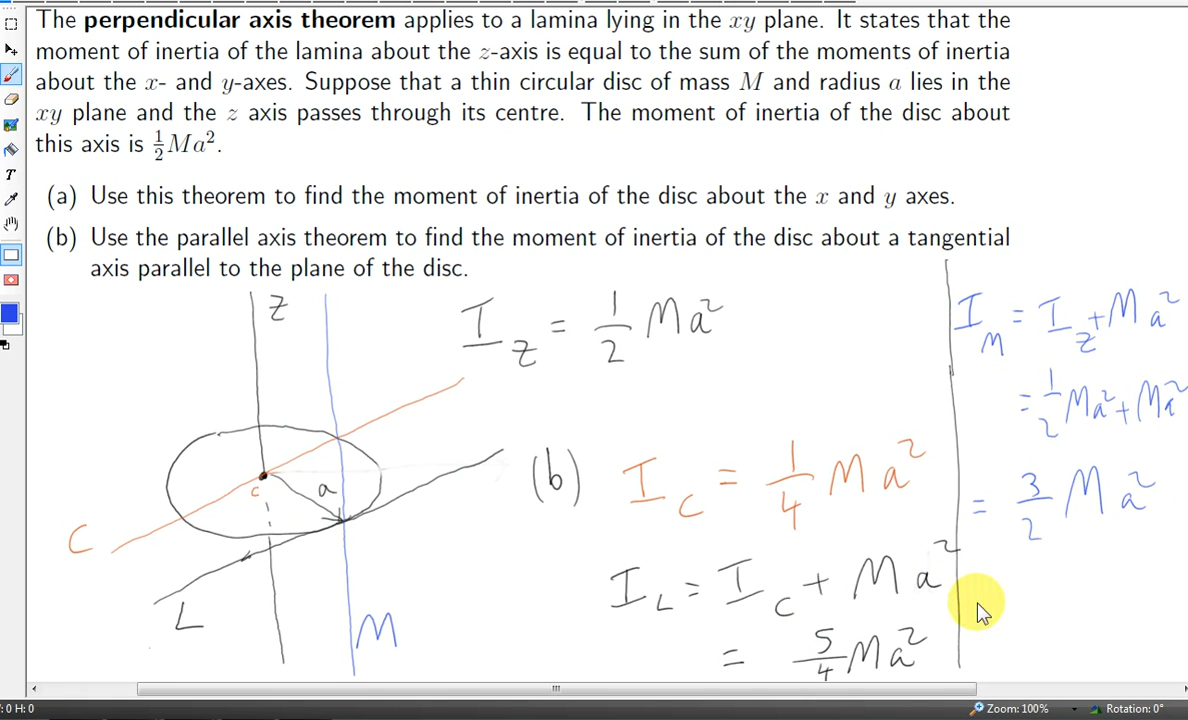 The perpendicular axis theorem applies to a lamina lying in the xy plane. It states that the
moment of inertia of the lamina about the z-axis is equal to the sum of the moments of inertia
about the x- and y-axes. Suppose that a thin circular disc of mass M and radius a lies in the
xy plane and the z axis passes through its centre. The moment of inertia of the disc about
this axis is ½Ma².
(a) Use this theorem to find the moment of inertia of the disc about the x and y axes.
(b) Use the parallel axis theorem to find the moment of inertia of the disc about a tangential
axis parallel to the plane of the disc.
z
c
a
C
L
M
I_z = 1/2 Ma²
(b) I_C = 1/4 Ma²
I_L = I_C + Ma²
= 5/4 Ma²
I_M = I_z + Ma²
= 1/2 Ma² + Ma²
= 3/2 Ma²
T
: 0 H: 0
Zoom: 100%
Rotation: 0°